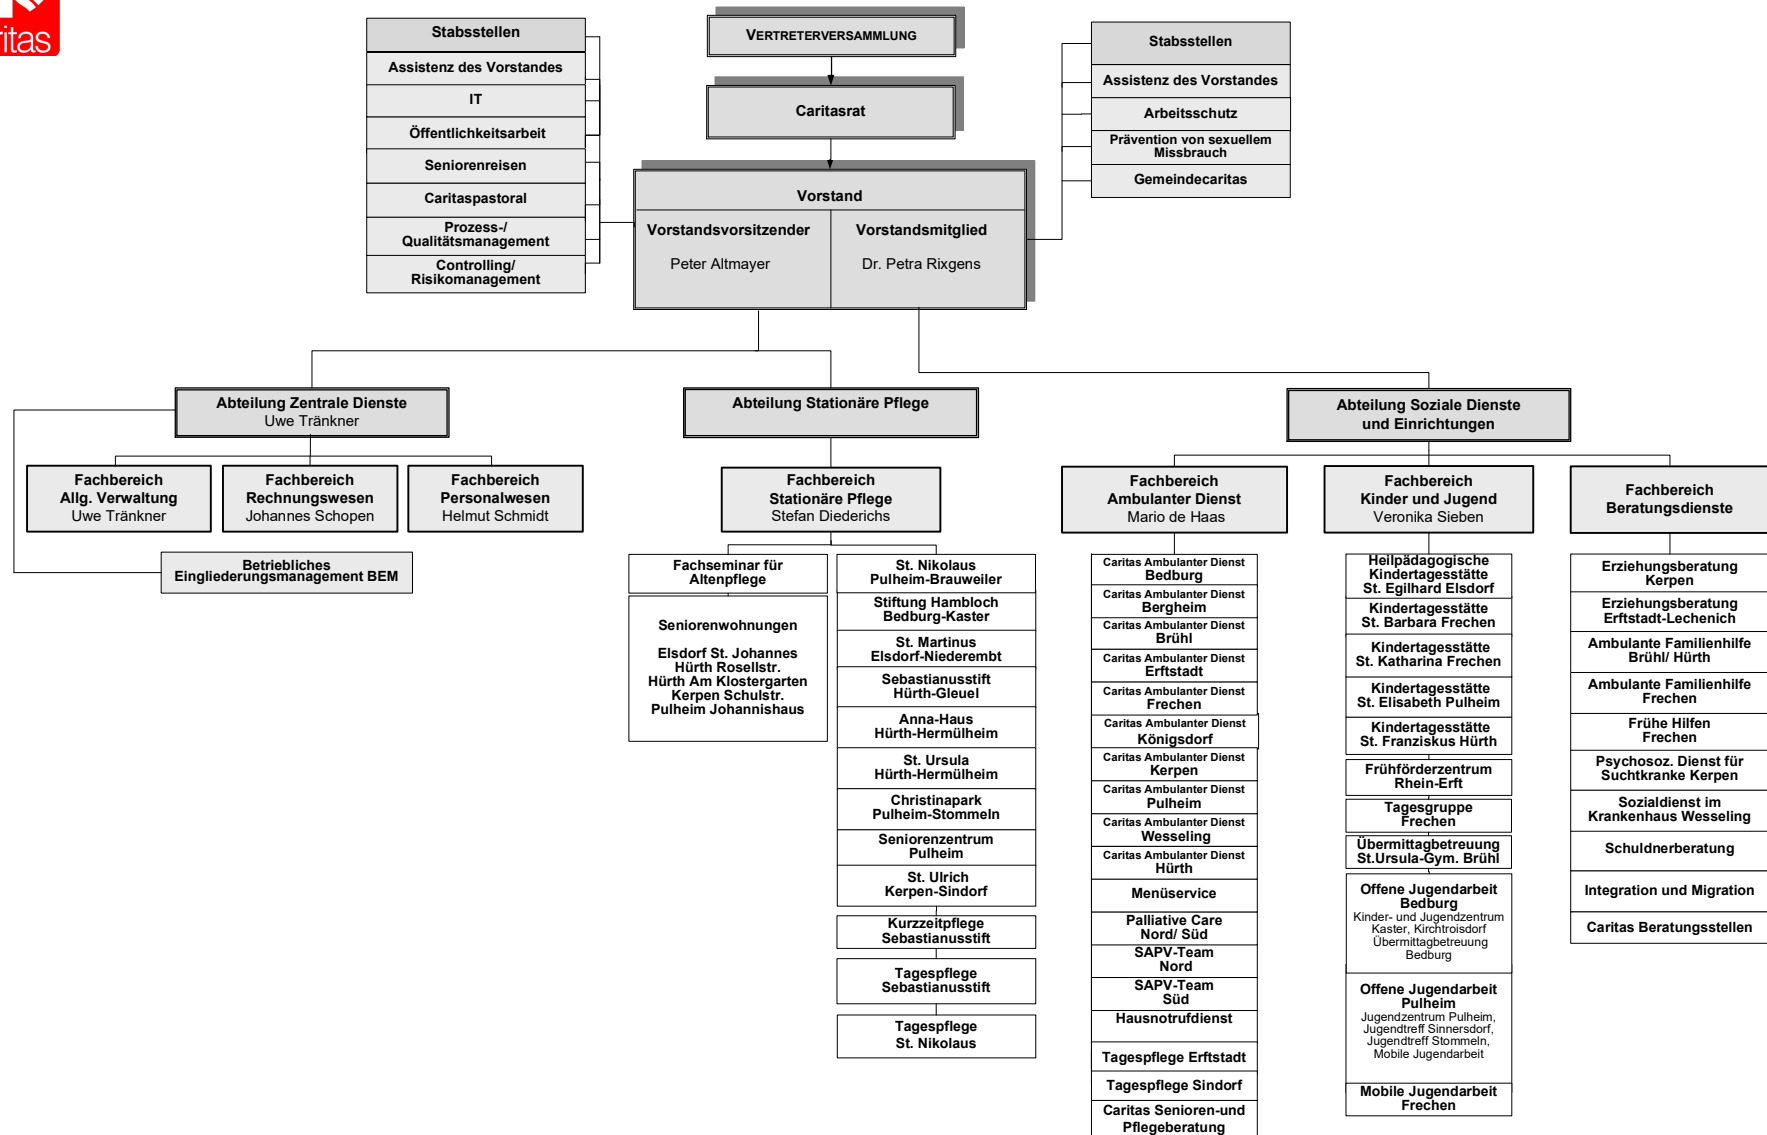 ritas
Stabsstellen
Assistenz des Vorstandes
IT
Öffentlichkeitsarbeit
Seniorenreisen
Caritaspastoral
Prozess-/
Qualitätsmanagement
Controlling/
Risikomanagement
VERTRETERVERSAMMLUNG
Caritasrat
Vorstand
Vorstandsvorsitzender
Peter Altmayer
Vorstandsmitglied
Dr. Petra Rixgens
Stabsstellen
Assistenz des Vorstandes
Arbeitsschutz
Prävention von sexuellem
Missbrauch
Gemeindecaritas
Abteilung Zentrale Dienste
Uwe Tränkner
Fachbereich
Allg. Verwaltung
Uwe Tränkner
Fachbereich
Rechnungswesen
Johannes Schopen
Fachbereich
Personalwesen
Helmut Schmidt
Betriebliches
Eingliederungsmanagement BEM
Abteilung Stationäre Pflege
Fachbereich
Stationäre Pflege
Stefan Diederichs
Fachseminar für
Altenpflege
Seniorenwohnungen
Elsdorf St. Johannes
Hürth Rosellstr.
Hürth Am Klostergarten
Kerpen Schulstr.
Pulheim Johannishaus
St. Nikolaus
Pulheim-Brauweiler
Stiftung Hambloch
Bedburg-Kaster
St. Martinus
Elsdorf-Niederembt
Sebastianusstift
Hürth-Gleuel
Anna-Haus
Hürth-Hermülheim
St. Ursula
Hürth-Hermülheim
Christinapark
Pulheim-Stommeln
Seniorenzentrum
Pulheim
St. Ulrich
Kerpen-Sindorf
Kurzzeitpflege
Sebastianusstift
Tagespflege
Sebastianusstift
Tagespflege
St. Nikolaus
Abteilung Soziale Dienste
und Einrichtungen
Fachbereich
Ambulanter Dienst
Mario de Haas
Caritas Ambulanter Dienst
Bedburg
Caritas Ambulanter Dienst
Bergheim
Caritas Ambulanter Dienst
Brühl
Caritas Ambulanter Dienst
Erftstadt
Caritas Ambulanter Dienst
Frechen
Caritas Ambulanter Dienst
Königsdorf
Caritas Ambulanter Dienst
Kerpen
Caritas Ambulanter Dienst
Pulheim
Caritas Ambulanter Dienst
Wesseling
Caritas Ambulanter Dienst
Hürth
Menüservice
Palliative Care
Nord/ Süd
SAPV-Team
Nord
SAPV-Team
Süd
Hausnotrufdienst
Tagespflege Erftstadt
Tagespflege Sindorf
Caritas Senioren-und
Pflegeberatung
Fachbereich
Kinder und Jugend
Veronika Sieben
Heilpädagogische
Kindertagesstätte
St. Egilhard Elsdorf
Kindertagesstätte
St. Barbara Frechen
Kindertagesstätte
St. Katharina Frechen
Kindertagesstätte
St. Elisabeth Pulheim
Kindertagesstätte
St. Franziskus Hürth
Frühförderzentrum
Rhein-Erft
Tagesgruppe
Frechen
Übermittagbetreuung
St.Ursula-Gym. Brühl
Offene Jugendarbeit
Bedburg
Kinder- und Jugendzentrum
Kaster, Kirchtroisdorf
Übermittagbetreuung
Bedburg
Offene Jugendarbeit
Pulheim
Jugendzentrum Pulheim,
Jugendtreff Sinnersdorf,
Jugendtreff Stommeln,
Mobile Jugendarbeit
Mobile Jugendarbeit
Frechen
Fachbereich
Beratungsdienste
Erziehungsberatung
Kerpen
Erziehungsberatung
Erftstadt-Lechenich
Ambulante Familienhilfe
Brühl/ Hürth
Ambulante Familienhilfe
Frechen
Frühe Hilfen
Frechen
Psychosoz. Dienst für
Suchtkranke Kerpen
Sozialdienst im
Krankenhaus Wesseling
Schuldnerberatung
Integration und Migration
Caritas Beratungsstellen